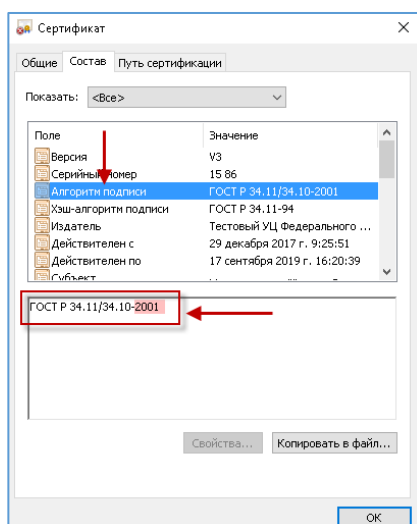 Сертификат
Общие Состав Путь сертификации
Показать: <Все>
Поле Значение
Версия V3
Серийный номер 15 86
Алгоритм подписи ГОСТ Р 34.11/34.10-2001
Хэш-алгоритм подписи ГОСТ Р 34.11-94
Издатель Тестовый УЦ Федерального ...
Действителен с 29 декабря 2017 г. 9:25:51
Действителен по 17 сентября 2019 г. 16:20:39
Субъект
ГОСТ Р 34.11/34.10-2001
Свойства... Копировать в файл...
ОК